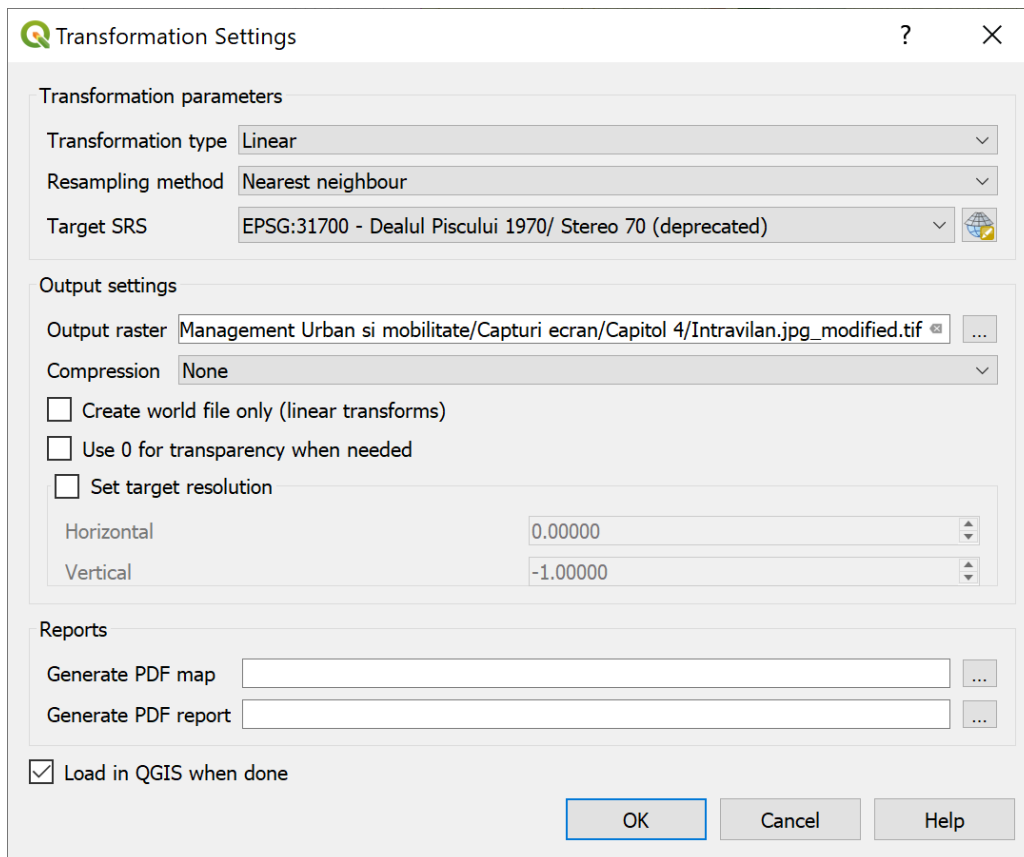 Transformation Settings ?
Transformation parameters
Transformation type Linear
Resampling method Nearest neighbour
Target SRS EPSG:31700 - Dealul Piscului 1970/ Stereo 70 (deprecated)
Output settings
Output raster Management Urban si mobilitate/Capturi ecran/Capitol 4/Intravilan.jpg_modified.tif ...
Compression None
Create world file only (linear transforms)
Use 0 for transparency when needed
Set target resolution
Horizontal 0.00000
Vertical -1.00000
Reports
Generate PDF map ...
Generate PDF report ...
Load in QGIS when done
OK Cancel Help